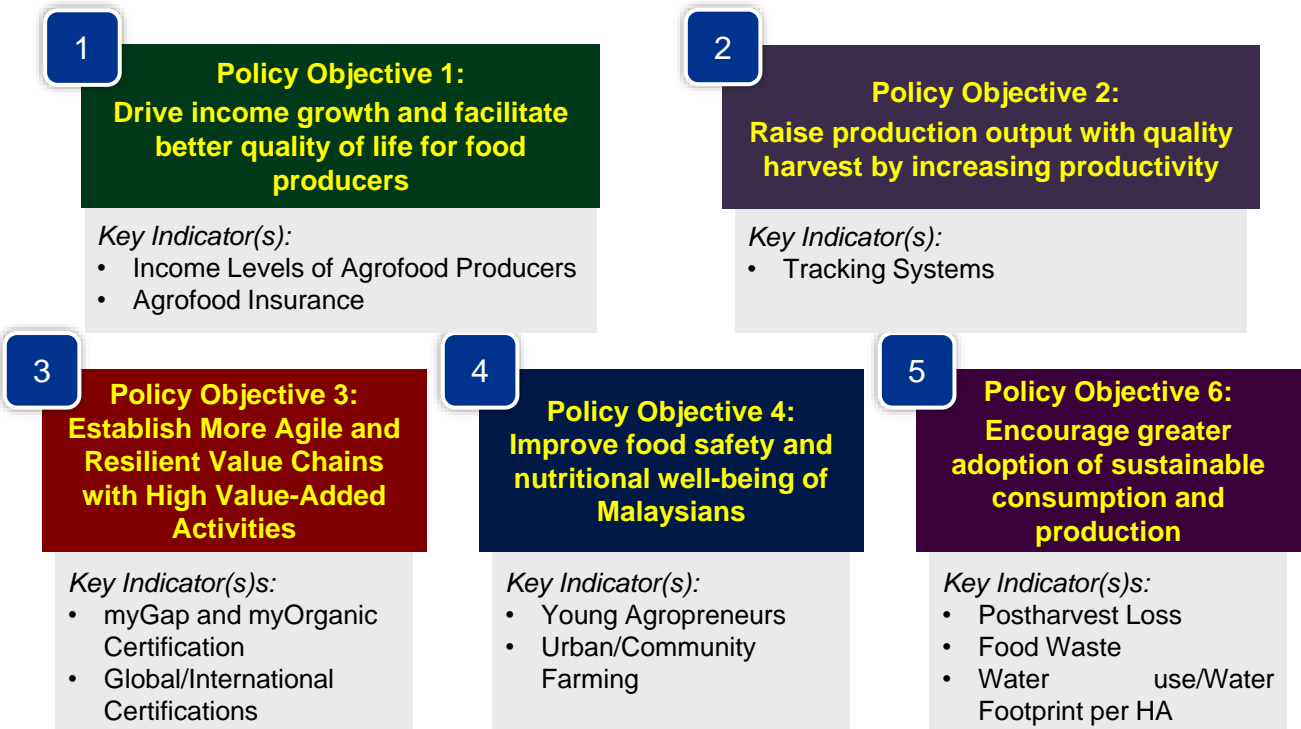 1
Policy Objective 1:
Drive income growth and facilitate
better quality of life for food
producers
Key Indicator(s):
• Income Levels of Agrofood Producers
• Agrofood Insurance
2
Policy Objective 2:
Raise production output with quality
harvest by increasing productivity
Key Indicator(s):
• Tracking Systems
3
Policy Objective 3:
Establish More Agile and
Resilient Value Chains
with High Value-Added
Activities
Key Indicator(s)s:
• myGap and myOrganic
Certification
• Global/International
Certifications
4
Policy Objective 4:
Improve food safety and
nutritional well-being of
Malaysians
Key Indicator(s):
• Young Agropreneurs
• Urban/Community
Farming
5
Policy Objective 6:
Encourage greater
adoption of sustainable
consumption and
production
Key Indicator(s)s:
• Postharvest Loss
• Food Waste
• Water use/Water
Footprint per HA